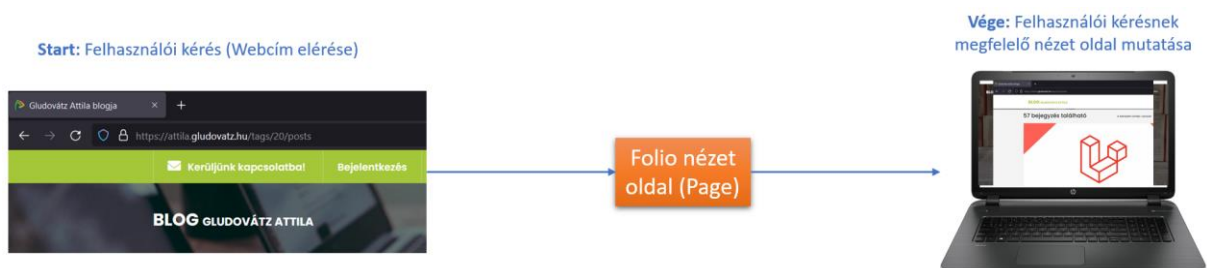 Start: Felhasználói kérés (Webcím elérése)
Vége: Felhasználói kérésnek
megfelelő nézet oldal mutatása
Gludovátz Attila blogja
https://attila.gludovatz.hu/tags/20/posts
Kerüljünk kapcsolatba! Bejelentkezés
BLOG GLUDOVÁTZ ATTILA
Folio nézet
oldal (Page)
57 bejegyzés található